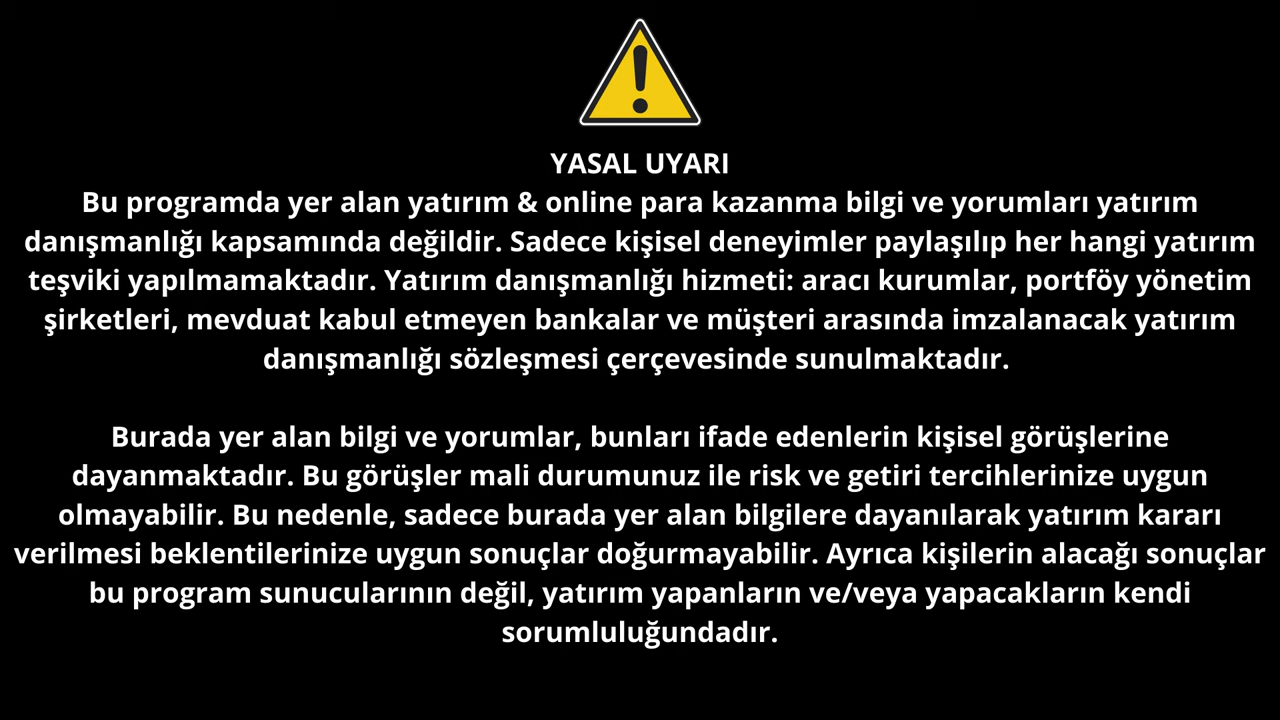 YASAL UYARI
Bu programda yer alan yatırım & online para kazanma bilgi ve yorumları yatırım
danışmanlığı kapsamında değildir. Sadece kişisel deneyimler paylaşılıp her hangi yatırım
teşviki yapılmamaktadır. Yatırım danışmanlığı hizmeti: aracı kurumlar, portföy yönetim
şirketleri, mevduat kabul etmeyen bankalar ve müşteri arasında imzalanacak yatırım
danışmanlığı sözleşmesi çerçevesinde sunulmaktadır.
Burada yer alan bilgi ve yorumlar, bunları ifade edenlerin kişisel görüşlerine
dayanmaktadır. Bu görüşler mali durumunuz ile risk ve getiri tercihlerinize uygun
olmayabilir. Bu nedenle, sadece burada yer alan bilgilere dayanılarak yatırım kararı
verilmesi beklentilerinize uygun sonuçlar doğurmayabilir. Ayrıca kişilerin alacağı sonuçlar
bu program sunucularının değil, yatırım yapanların ve/veya yapacakların kendi
sorumluluğundadır.